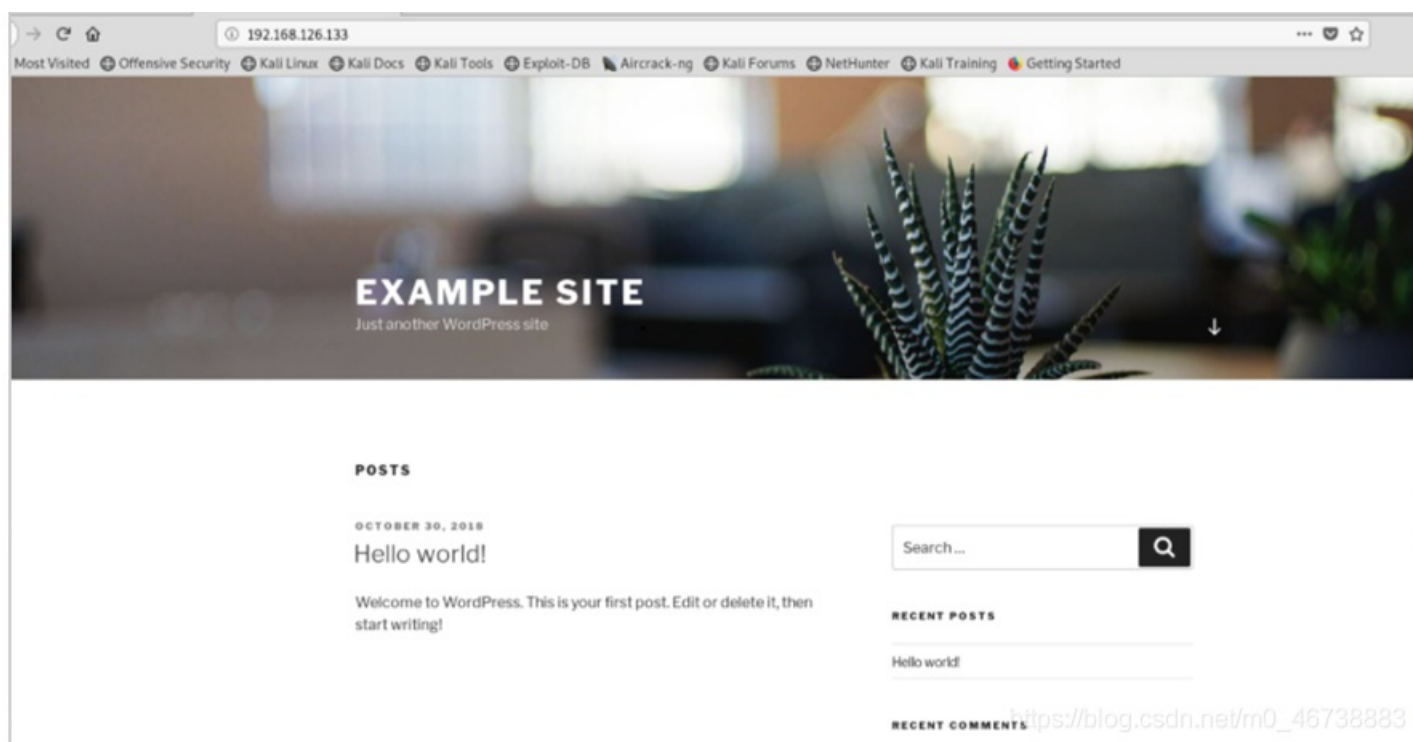 192.168.126.133
Most Visited Offensive Security Kali Linux Kali Docs Kali Tools Exploit-DB Aircrack-ng Kali Forums NetHunter Kali Training Getting Started
EXAMPLE SITE
Just another WordPress site
POSTS
OCTOBER 30, 2018
Hello world!
Welcome to WordPress. This is your first post. Edit or delete it, then
start writing!
Search ...
RECENT POSTS
Hello world!
RECENT COMMENTS
https://blog.csdn.net/m0_46738883